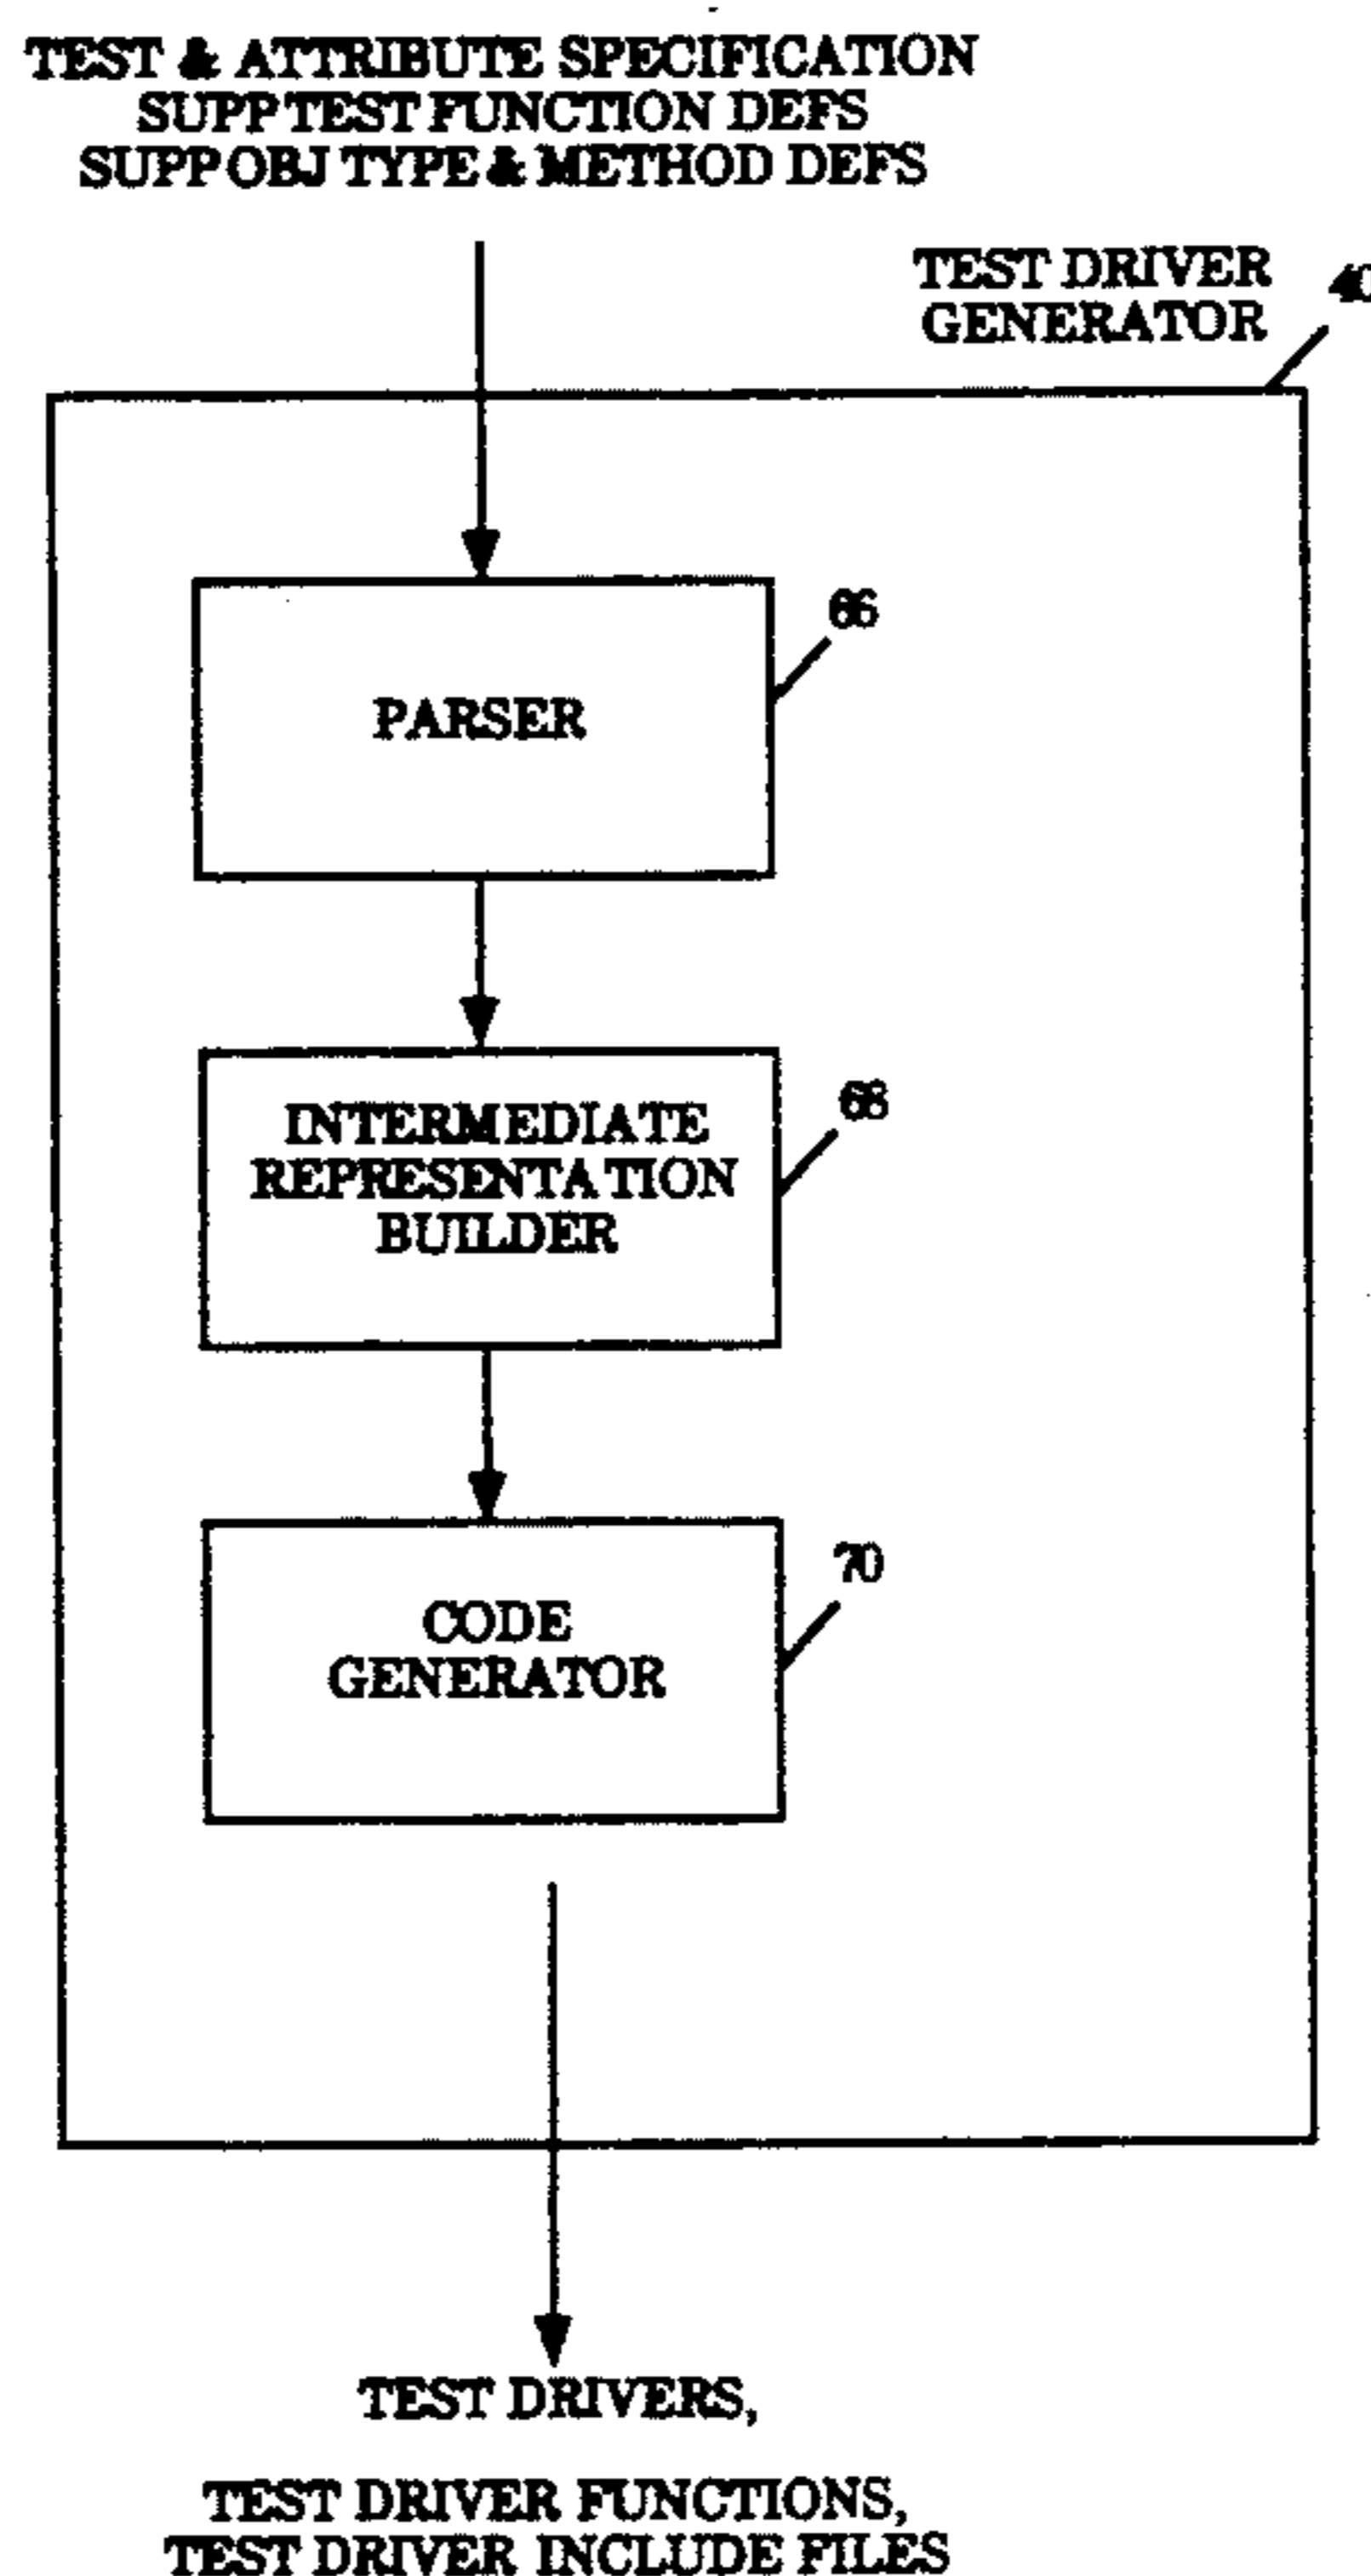 TEST & ATTRIBUTE SPECIFICATION
SUPP TEST FUNCTION DEFS
SUPP OBJ TYPE & METHOD DEFS
TEST DRIVER
GENERATOR
40
66
PARSER
68
INTERMEDIATE
REPRESENTATION
BUILDER
70
CODE
GENERATOR
TEST DRIVERS,
TEST DRIVER FUNCTIONS,
TEST DRIVER INCLUDE FILES